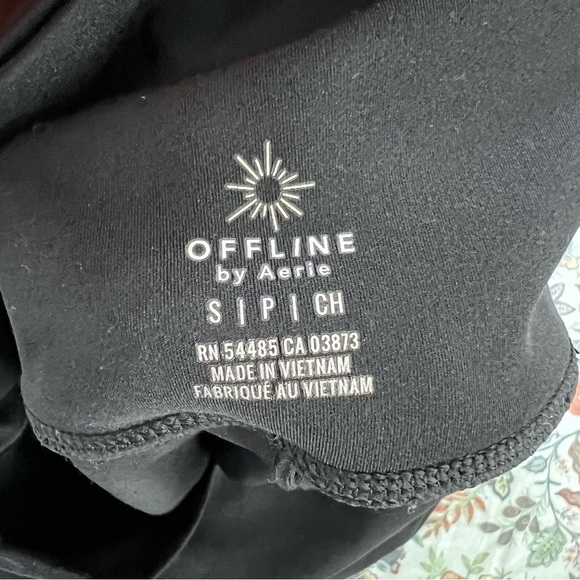 OFFLINE
by Aerie
S | P | CH
RN 54485 CA 03873
MADE IN VIETNAM
FABRIQUÉ AU VIETNAM